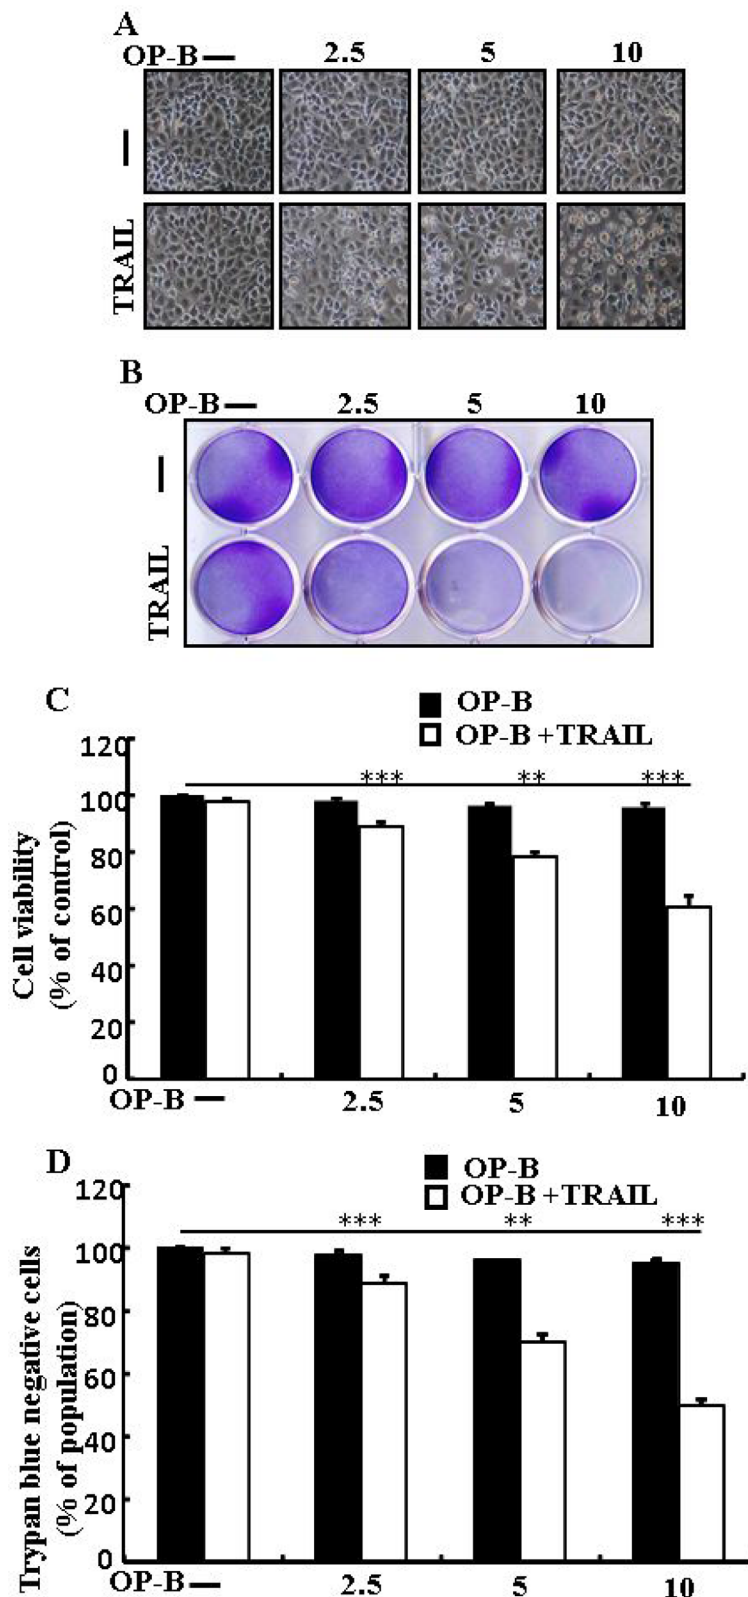 A
OP-B — 2.5 5 10
—
TRAIL
B
OP-B — 2.5 5 10
—
TRAIL
C
OP-B
OP-B +TRAIL
*** ** ***
Cell viability
(% of control)
120
100
80
60
40
20
0
OP-B — 2.5 5 10
D
OP-B
OP-B +TRAIL
*** ** ***
Trypan blue negative cells
(% of population)
120
100
80
60
40
20
0
OP-B — 2.5 5 10